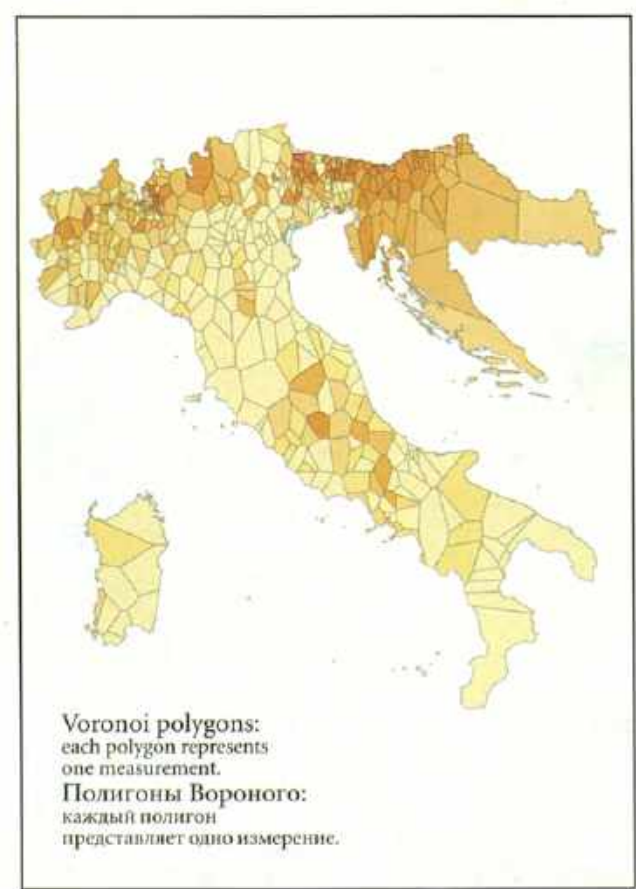 Voronoi polygons:
each polygon represents
one measurement.
Полигоны Вороного:
каждый полигон
представляет одно измерение.